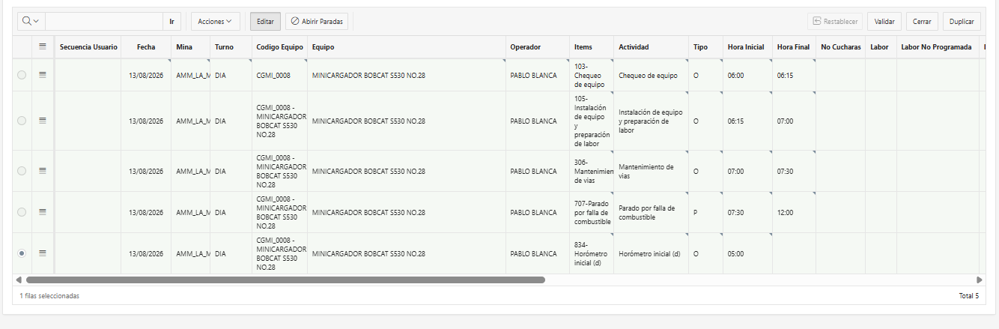 Ir Acciones Editar Abirir Paradas Restablecer Validar Cerrar Duplicar
Secuencia Usuario Fecha Mina Turno Codigo Equipo Equipo Operador Items Actividad Tipo Hora Inicial Hora Final No Cucharas Labor Labor No Programada
13/08/2026 AMM_LA_M DIA CGMI_0008 MINICARGADOR BOBCAT S530 NO.28 PABLO BLANCA
103-
Chequeo
de equipo
Chequeo de equipo
O 06:00 06:15
13/08/2026 AMM_LA_M DIA
CGMI_0008 -
MINICARGADOR
BOBCAT S530
NO.28
MINICARGADOR BOBCAT S530 NO.28 PABLO BLANCA
105-
Instalación
de equipo
y
preparación
de labor
Instalación de equipo
y preparación de
labor
O 06:15 07:00
13/08/2026 AMM_LA_M DIA
CGMI_0008 -
MINICARGADOR
BOBCAT S530
NO.28
MINICARGADOR BOBCAT S530 NO.28 PABLO BLANCA
306-
Mantenimien
de vias
Mantenimiento de
vias
O 07:00 07:30
13/08/2026 AMM_LA_M DIA
CGMI_0008 -
MINICARGADOR
BOBCAT S530
NO.28
MINICARGADOR BOBCAT S530 NO.28 PABLO BLANCA
707-Parado
por falla de
combustible
Parado por falla de
combustible
P 07:30 12:00
13/08/2026 AMM_LA_M DIA
CGMI_0008 -
MINICARGADOR
BOBCAT S530
NO.28
MINICARGADOR BOBCAT S530 NO.28 PABLO BLANCA
834-
Horómetro
inicial (d)
Horómetro inicial (d)
O 05:00
1 filas seleccionadas Total 5